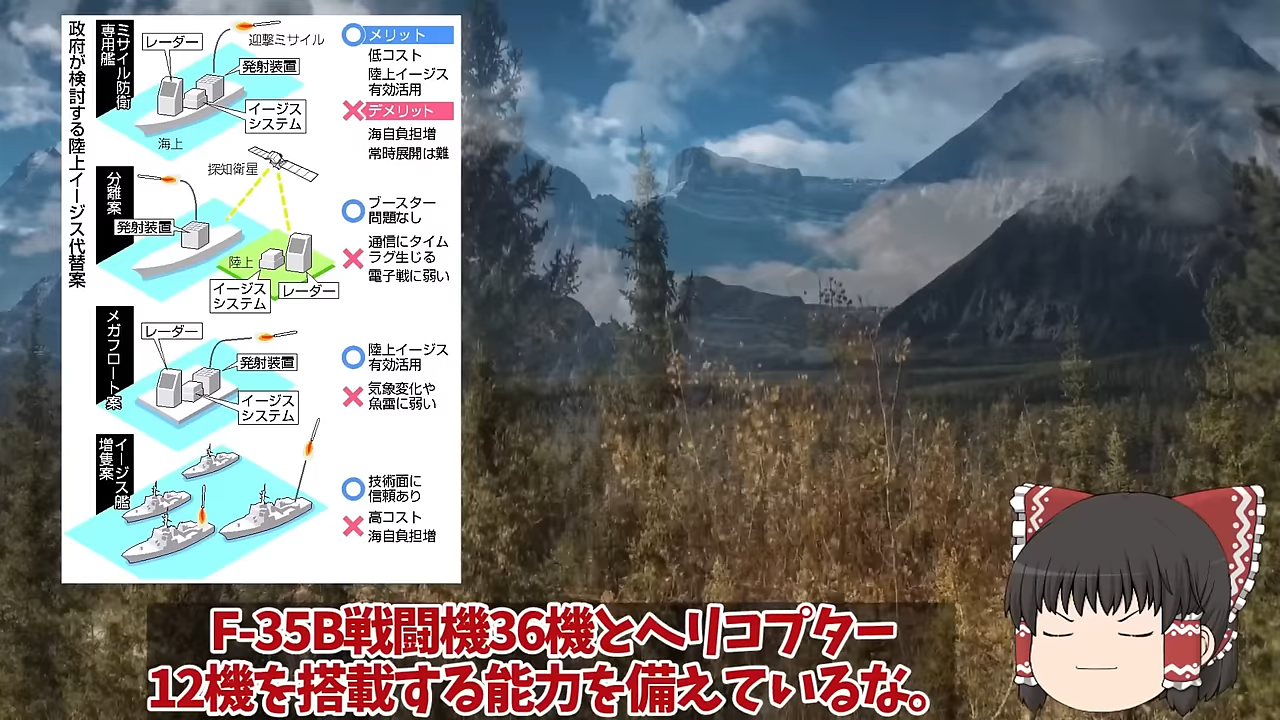 政府が検討する陸上イージス代替案
ミサイル防衛
専用艦
レーダー
迎撃ミサイル
発射装置
イージス
システム
海上
メリット
低コスト
陸上イージス
有効活用
デメリット
海自負担増
常時展開は難
分離案
探知衛星
発射装置
陸上
イージス
システム
レーダー
ブースター
問題なし
通信にタイム
ラグ生じる
電子戦に弱い
メガフロート案
レーダー
発射装置
イージス
システム
陸上イージス
有効活用
気象変化や
魚雷に弱い
イージス艦
増隻案
技術面に
信頼あり
高コスト
海自負担増
F-35B戦闘機36機とヘリコプター
12機を搭載する能力を備えているな。